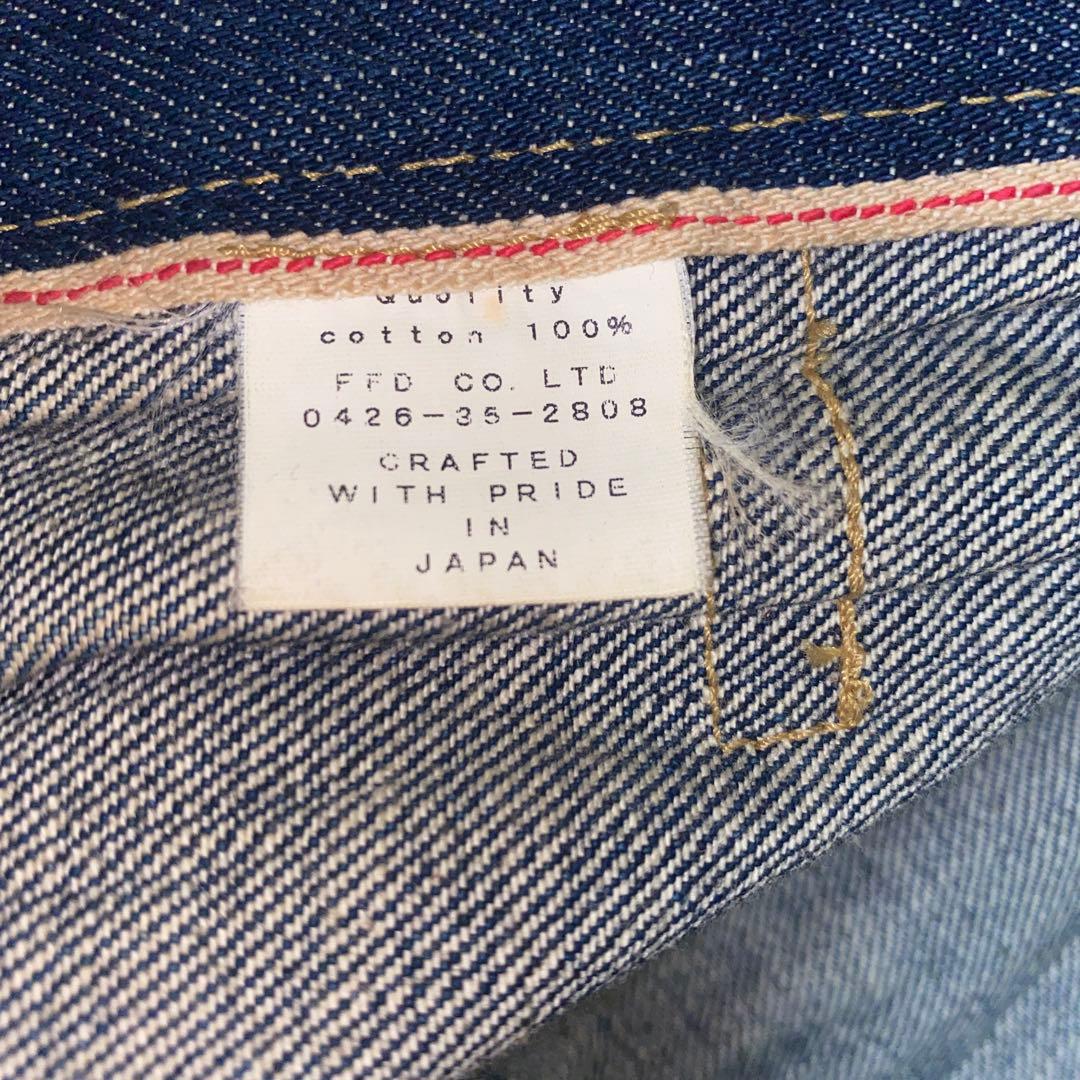 Quality
cotton 100%
FFD CO. LTD
0426-35-2808
CRAFTED
WITH PRIDE
IN
JAPAN